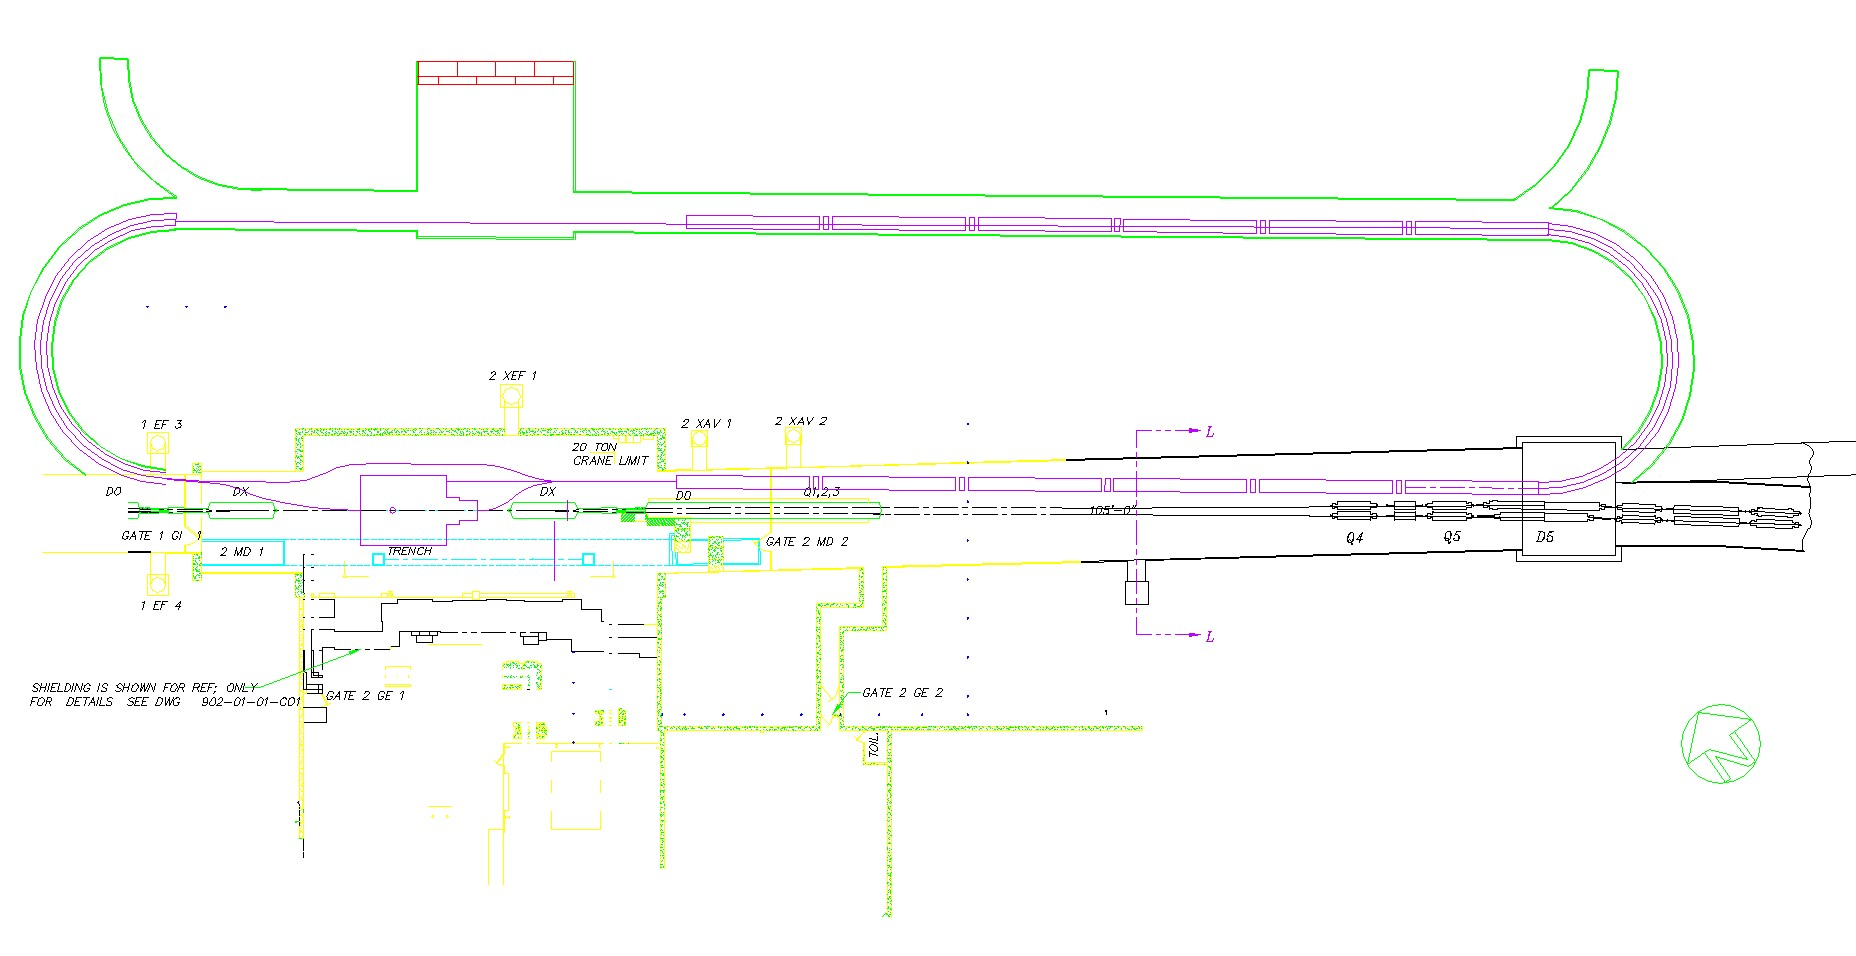 2 XEF 1
1 EF 3
2 XAV 1
2 XAV 2
L
20 TON
CRANE LIMIT
DO
DX
DX
DO
Q1,2,3
105'-0"
GATE 1 GI 1
2 MD 1
TRENCH
GATE 2 MD 2
Q4
Q5
D5
1 EF 4
L
SHIELDING IS SHOWN FOR REF; ONLY
FOR DETAILS SEE DWG 902-01-01-C01
GATE 2 GE 1
GATE 2 GE 2
TOIL.